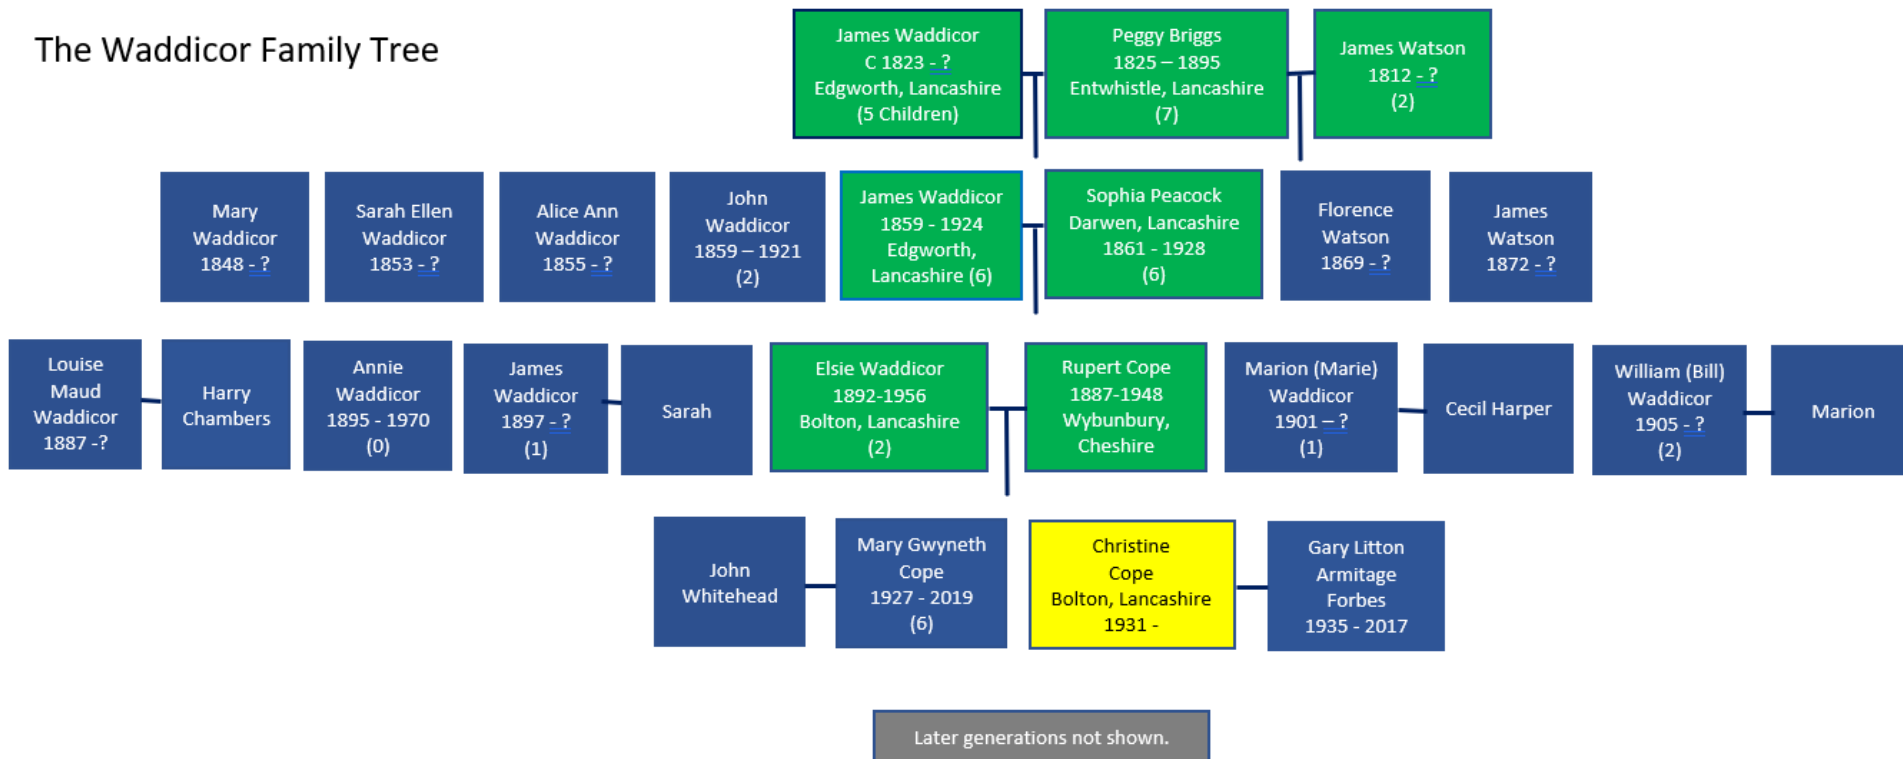 The Waddicor Family Tree
James Waddicor
C 1823 - ?
Edgworth, Lancashire
(5 Children)
Peggy Briggs
1825 – 1895
Entwhistle, Lancashire
(7)
James Watson
1812 - ?
(2)
Mary
Waddicor
1848 - ?
Sarah Ellen
Waddicor
1853 - ?
Alice Ann
Waddicor
1855 - ?
John
Waddicor
1859 – 1921
(2)
James Waddicor
1859 - 1924
Edgworth,
Lancashire (6)
Sophia Peacock
Darwen, Lancashire
1861 - 1928
(6)
Florence
Watson
1869 - ?
James
Watson
1872 - ?
Louise
Maud
Waddicor
1887 -?
Harry
Chambers
Annie
Waddicor
1895 - 1970
(0)
James
Waddicor
1897 - ?
(1)
Sarah
Elsie Waddicor
1892-1956
Bolton, Lancashire
(2)
Rupert Cope
1887-1948
Wybunbury,
Cheshire
Marion (Marie)
Waddicor
1901 – ?
(1)
Cecil Harper
William (Bill)
Waddicor
1905 - ?
(2)
Marion
John
Whitehead
Mary Gwyneth
Cope
1927 - 2019
(6)
Christine
Cope
Bolton, Lancashire
1931 -
Gary Litton
Armitage
Forbes
1935 - 2017
Later generations not shown.